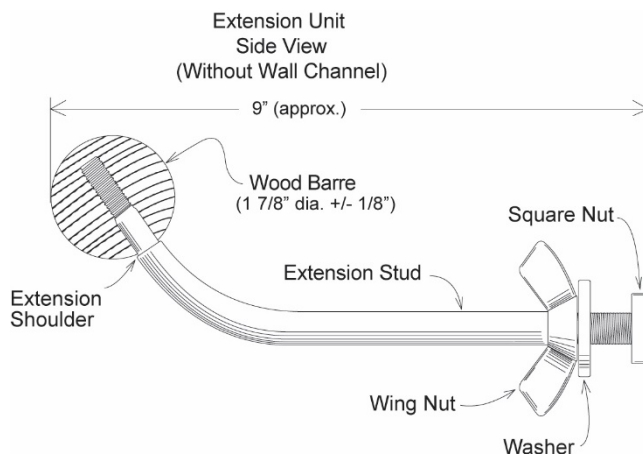 Extension Unit
Side View
(Without Wall Channel)
9” (approx.)
Wood Barre
(1 7/8” dia. +/- 1/8”)
Square Nut
Extension Stud
Extension
Shoulder
Wing Nut
Washer